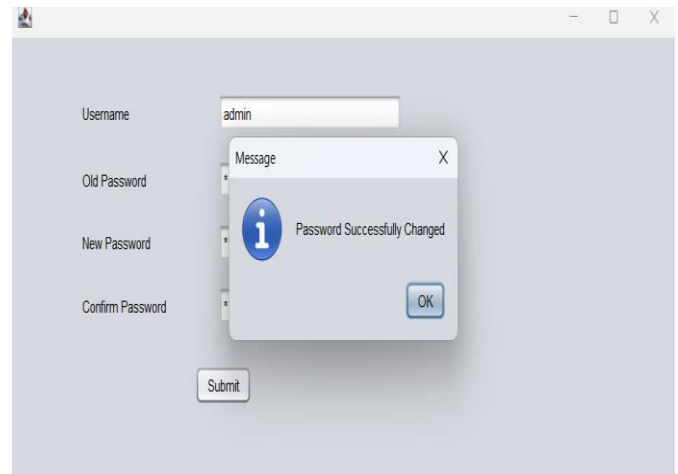 Username
admin
Message
X
Old Password
*
Password Successfully Changed
New Password
*
OK
Confirm Password
*
Submit